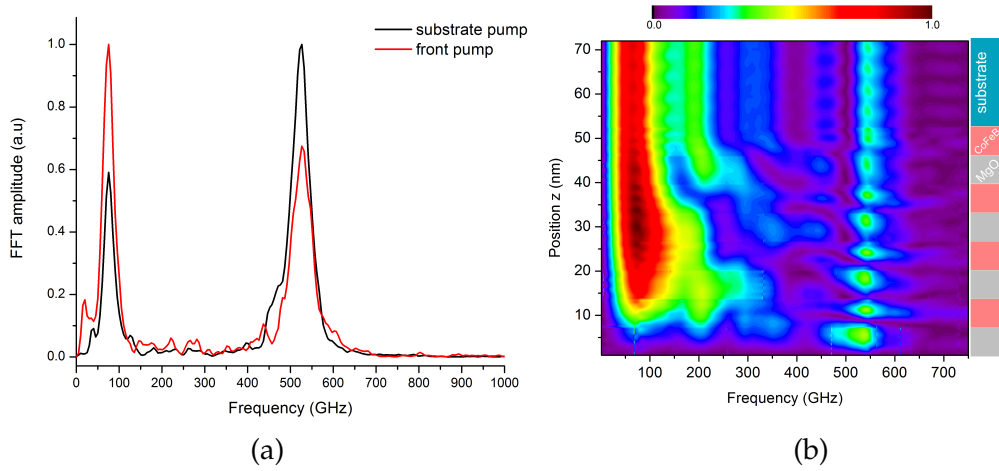 substrate pump
front pump
FFT amplitude (a.u)
1.0
0.8
0.6
0.4
0.2
0.0
0 100 200 300 400 500 600 700 800 900 1000
Frequency (GHz)
(a)
0.0 1.0
Position z (nm)
70
60
50
40
30
20
10
100 200 300 400 500 600 700
Frequency (GHz)
substrate
CoFeB
MgO
(b)